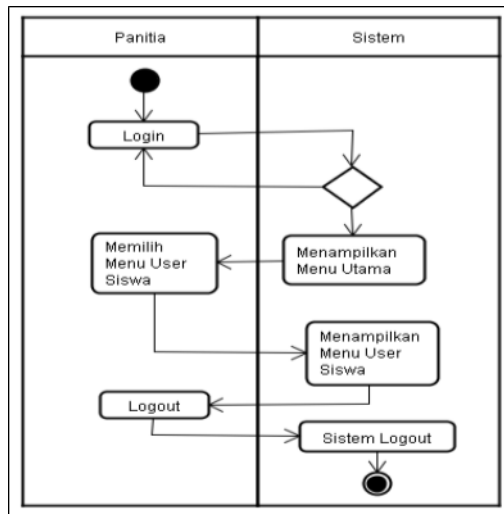 Panitia
Sistem
Login
Menampilkan
Menu Utama
Memilih
Menu User
Siswa
Menampilkan
Menu User
Siswa
Logout
Sistem Logout